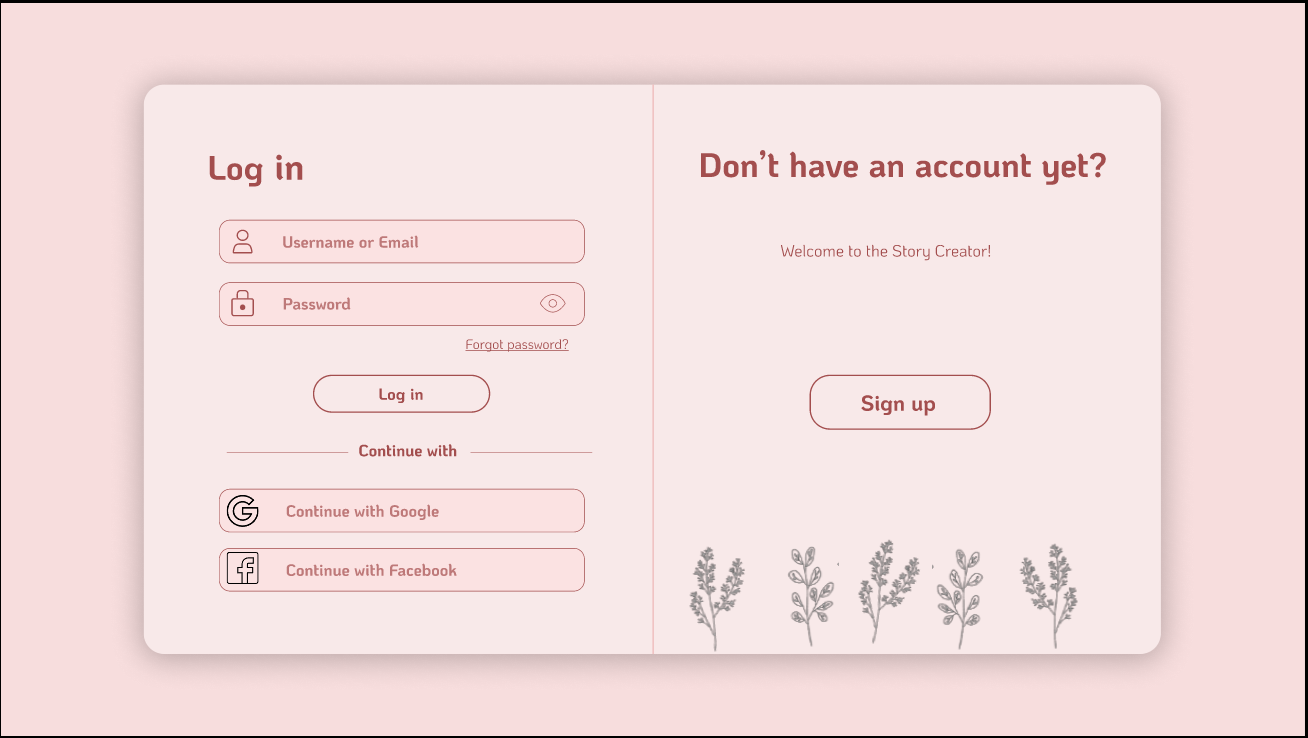 Log in
Username or Email
Password
Forgot password?
Log in
Continue with
Continue with Google
Continue with Facebook
Don't have an account yet?
Welcome to the Story Creator!
Sign up